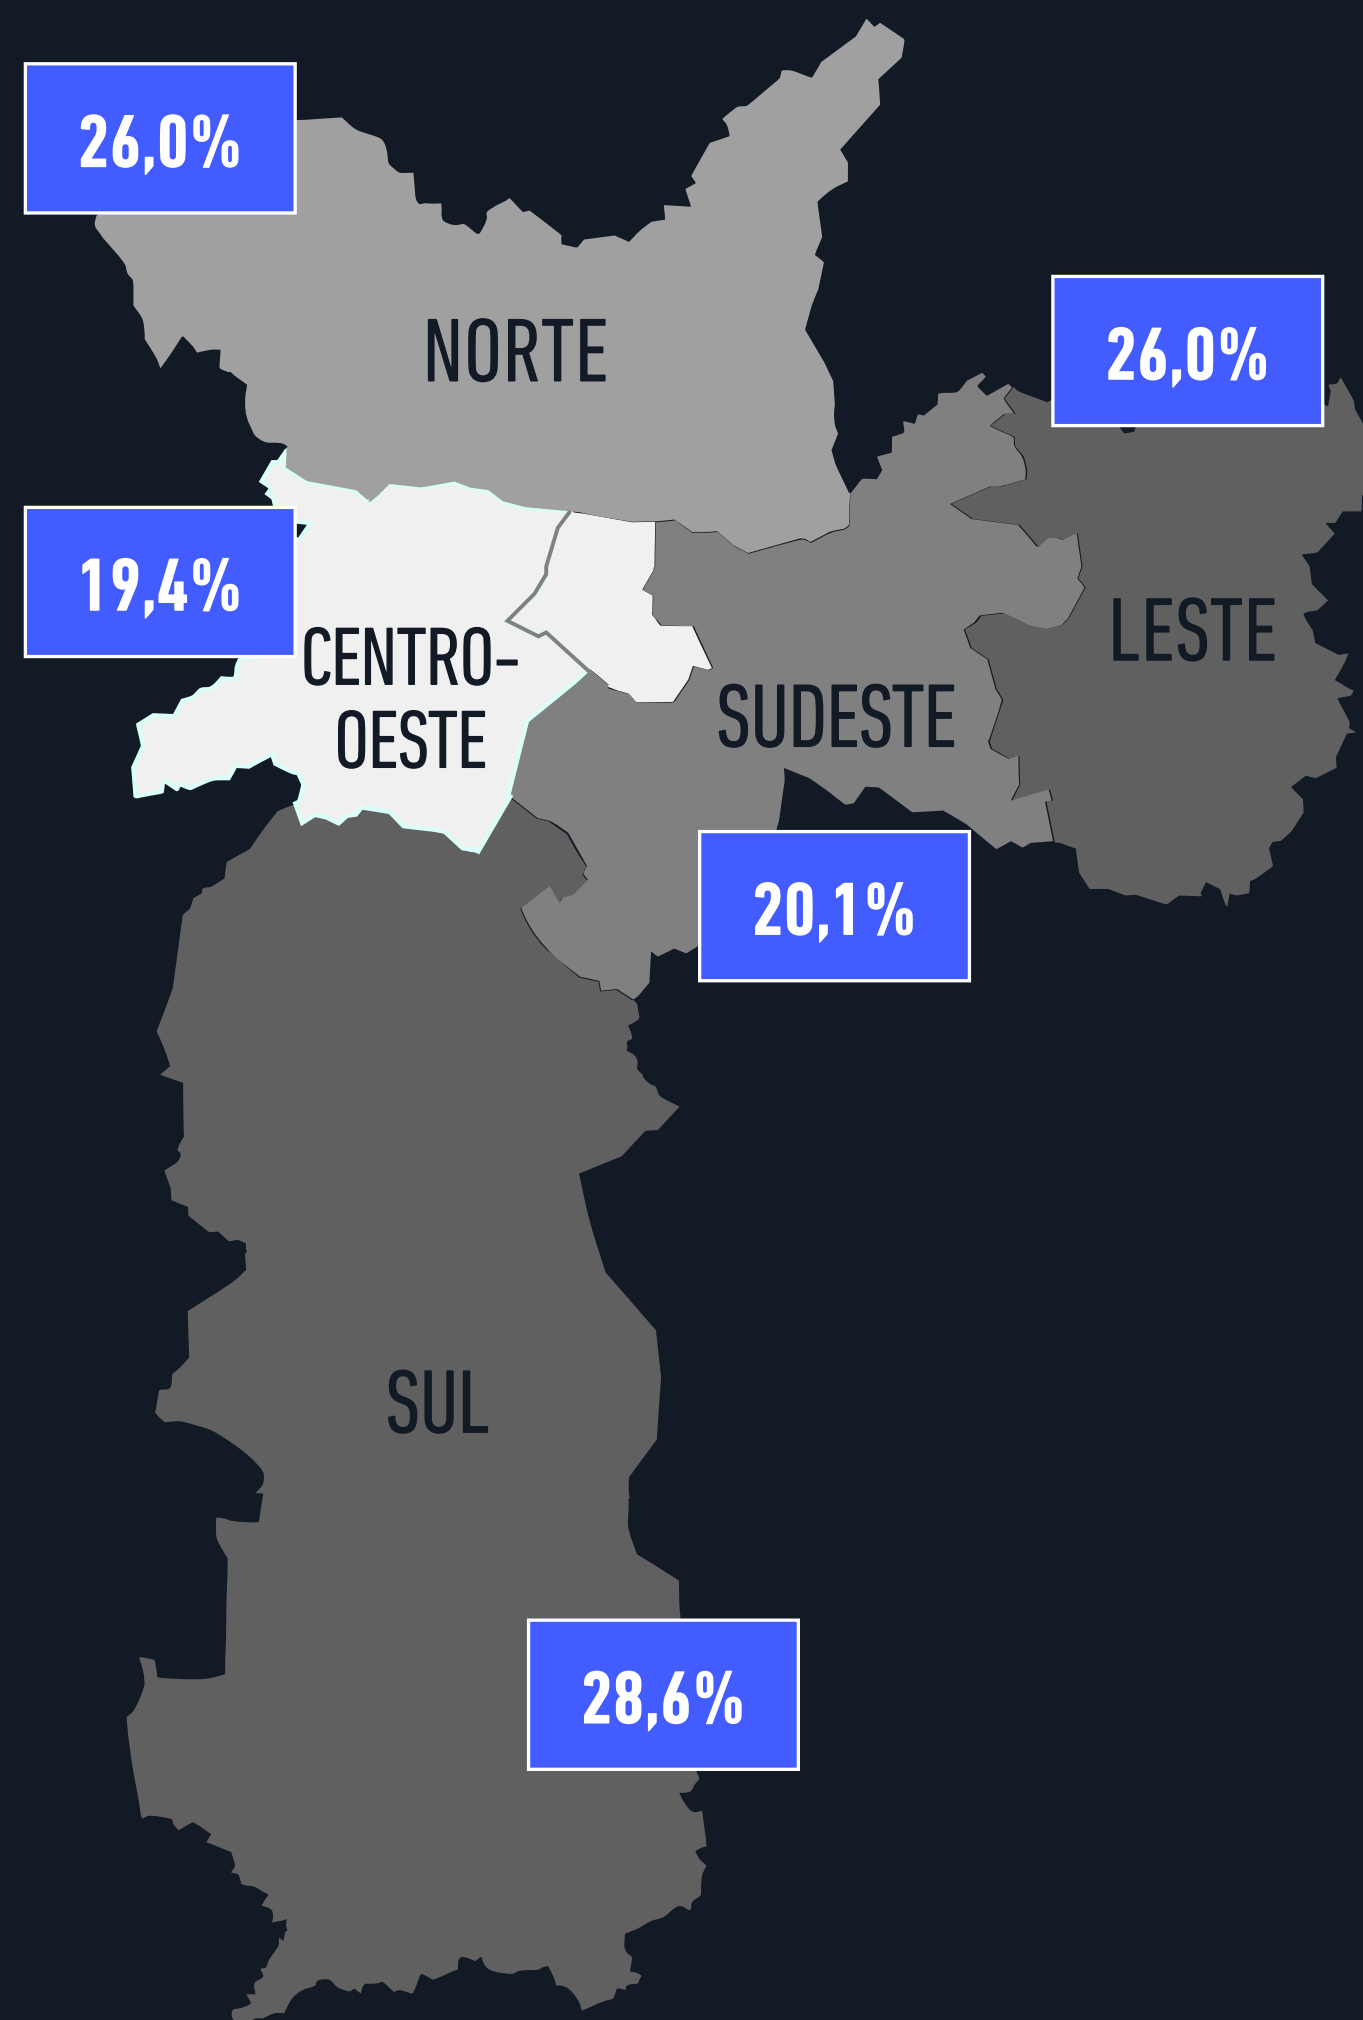 26,0%
NORTE
26,0%
19,4%
CENTRO-
OESTE
LESTE
SUDESTE
20,1%
SUL
28,6%